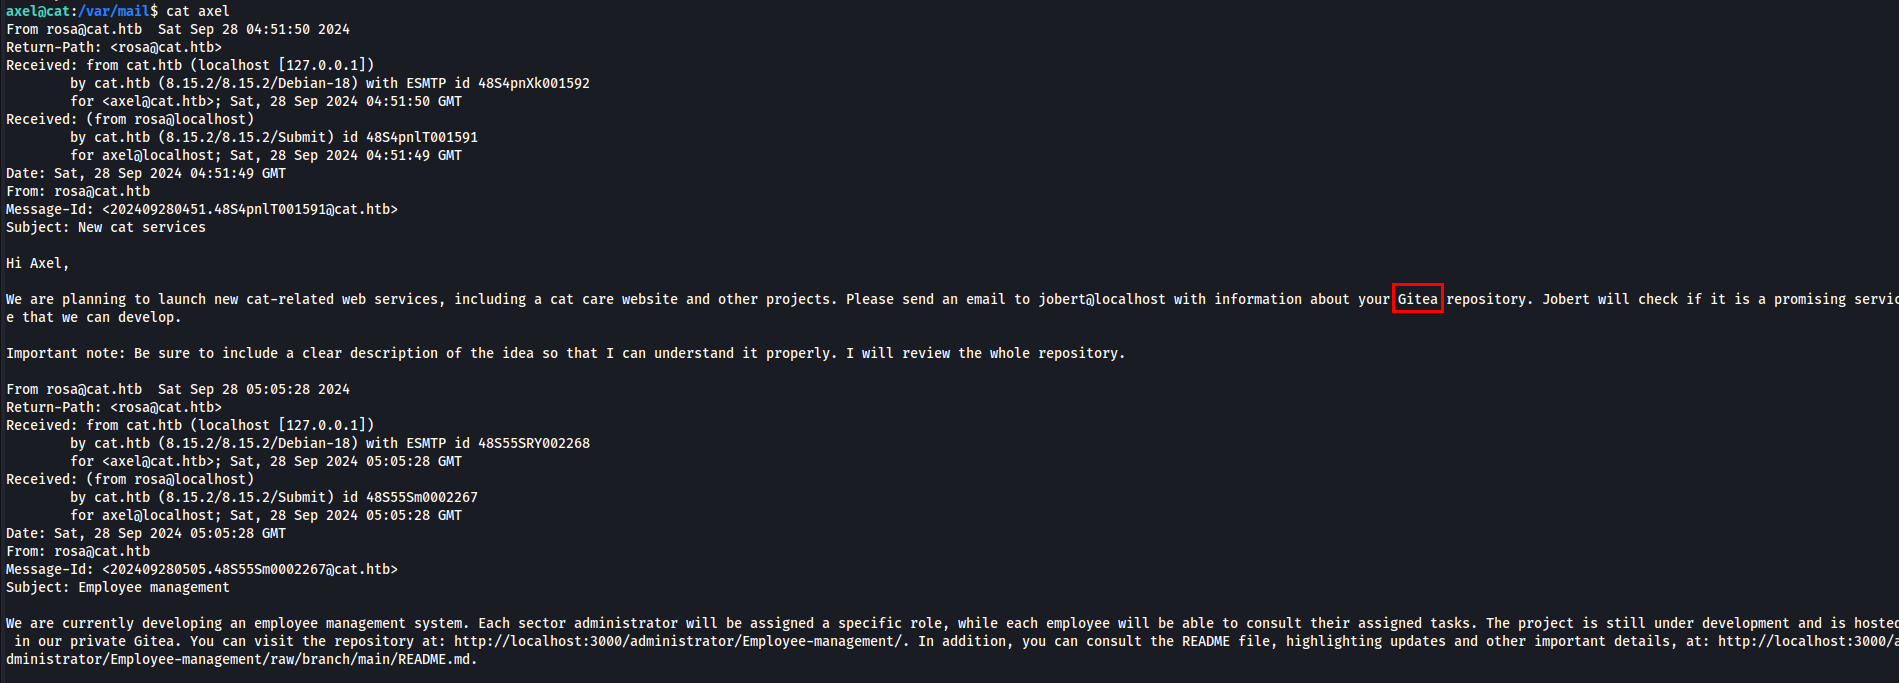 axel@cat:/var/mail$ cat axel
From rosa@cat.htb  Sat Sep 28 04:51:50 2024
Return-Path: <rosa@cat.htb>
Received: from cat.htb (localhost [127.0.0.1])
        by cat.htb (8.15.2/8.15.2/Debian-18) with ESMTP id 48S4pnXk001592
        for <axel@cat.htb>; Sat, 28 Sep 2024 04:51:50 GMT
Received: (from rosa@localhost)
        by cat.htb (8.15.2/8.15.2/Submit) id 48S4pnlT001591
        for axel@localhost; Sat, 28 Sep 2024 04:51:49 GMT
Date: Sat, 28 Sep 2024 04:51:49 GMT
From: rosa@cat.htb
Message-Id: <202409280451.48S4pnlT001591@cat.htb>
Subject: New cat services

Hi Axel,

We are planning to launch new cat-related web services, including a cat care website and other projects. Please send an email to jobert@localhost with information about your Gitea repository. Jobert will check if it is a promising servic
e that we can develop.

Important note: Be sure to include a clear description of the idea so that I can understand it properly. I will review the whole repository.

From rosa@cat.htb  Sat Sep 28 05:05:28 2024
Return-Path: <rosa@cat.htb>
Received: from cat.htb (localhost [127.0.0.1])
        by cat.htb (8.15.2/8.15.2/Debian-18) with ESMTP id 48S55SRY002268
        for <axel@cat.htb>; Sat, 28 Sep 2024 05:05:28 GMT
Received: (from rosa@localhost)
        by cat.htb (8.15.2/8.15.2/Submit) id 48S55Sm0002267
        for axel@localhost; Sat, 28 Sep 2024 05:05:28 GMT
Date: Sat, 28 Sep 2024 05:05:28 GMT
From: rosa@cat.htb
Message-Id: <202409280505.48S55Sm0002267@cat.htb>
Subject: Employee management

We are currently developing an employee management system. Each sector administrator will be assigned a specific role, while each employee will be able to consult their assigned tasks. The project is still under development and is hosted
 in our private Gitea. You can visit the repository at: http://localhost:3000/administrator/Employee-management/. In addition, you can consult the README file, highlighting updates and other important details, at: http://localhost:3000/a
dministrator/Employee-management/raw/branch/main/README.md.